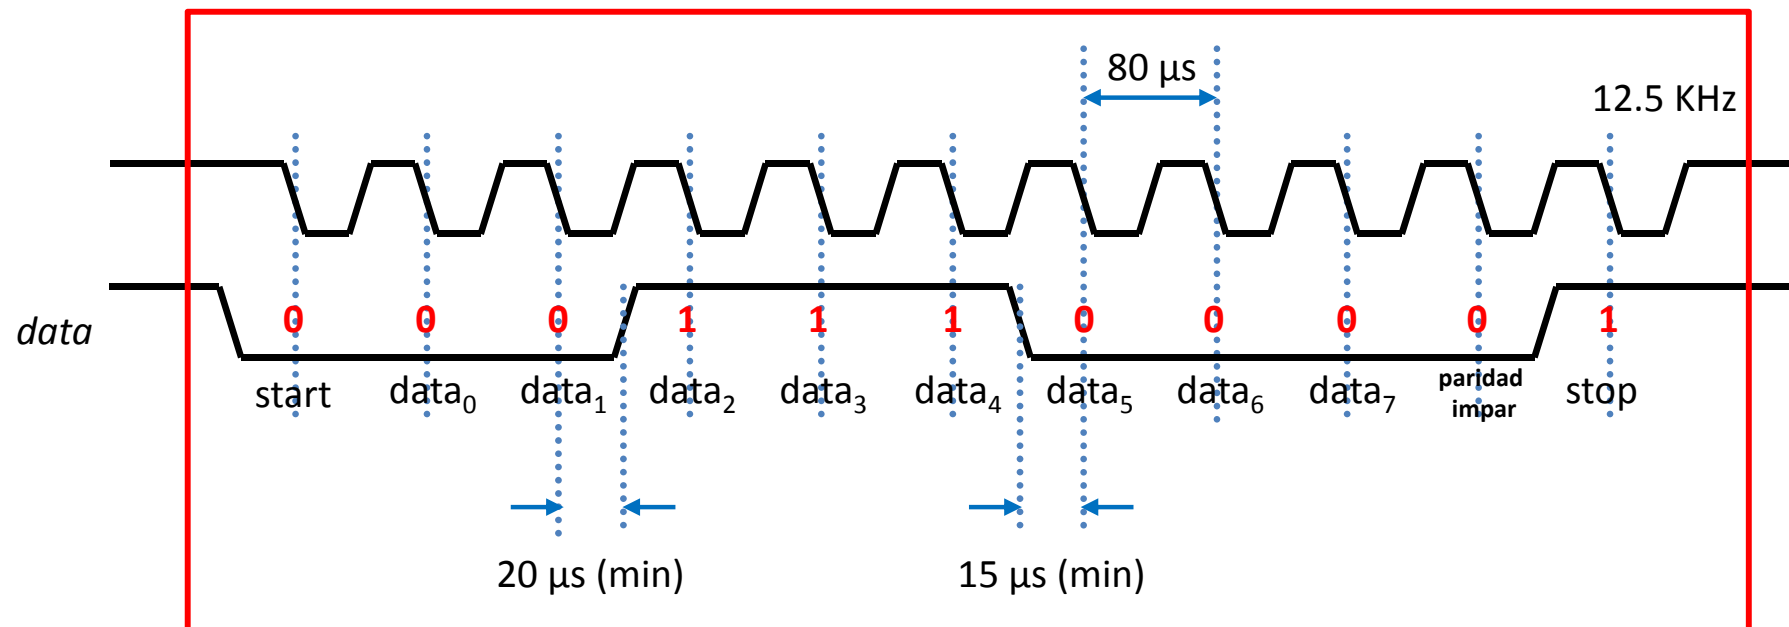 80 µs
12.5 KHz
data
0 0 0 1 1 1 0 0 0 0 1
start data₀ data₁ data₂ data₃ data₄ data₅ data₆ data₇ paridad impar stop
20 µs (min) 15 µs (min)